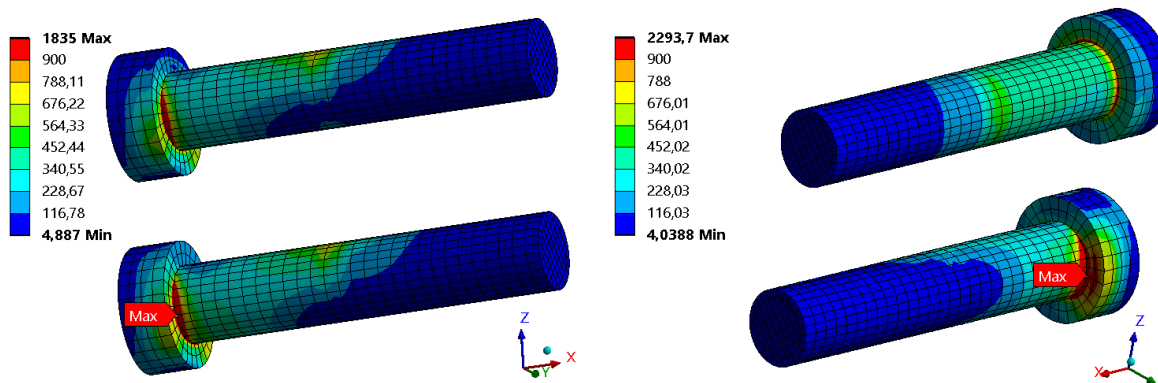 1835 Max
900
788,11
676,22
564,33
452,44
340,55
228,67
116,78
4,887 Min
Max
Z
X
Y
2293,7 Max
900
788
676,01
564,01
452,02
340,02
228,03
116,03
4,0388 Min
Max
Z
X